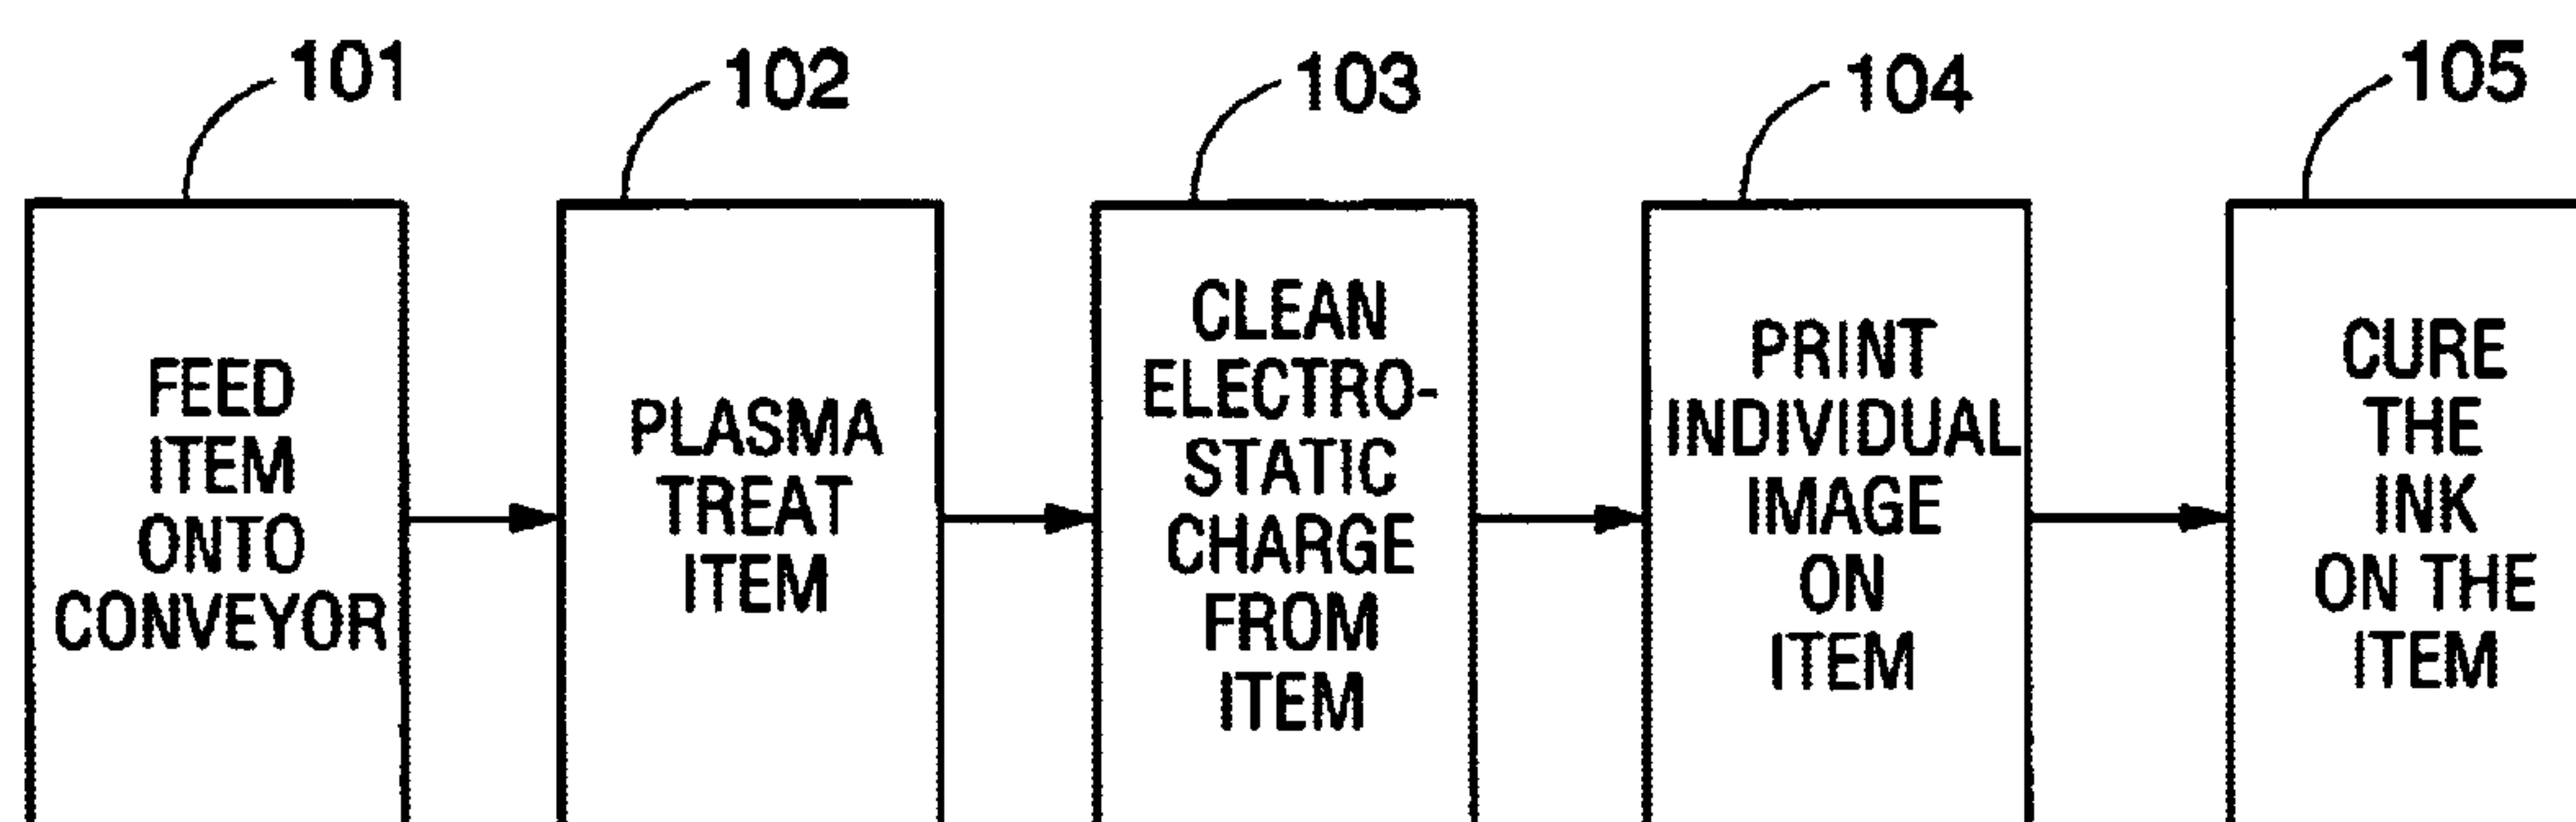 101
102
103
104
105
FEED
ITEM
ONTO
CONVEYOR
PLASMA
TREAT
ITEM
CLEAN
ELECTRO-
STATIC
CHARGE
FROM
ITEM
PRINT
INDIVIDUAL
IMAGE
ON
ITEM
CURE
THE
INK
ON THE
ITEM